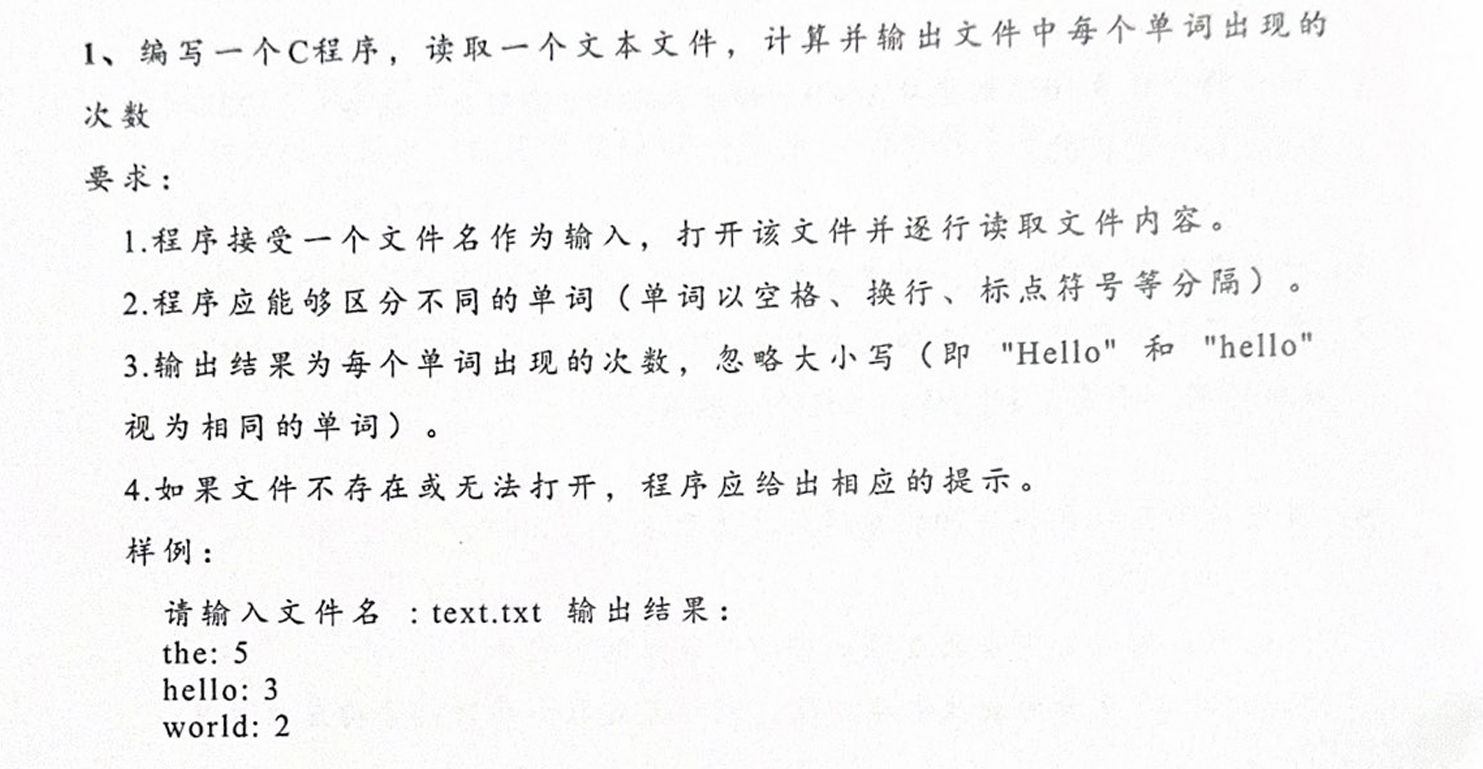 1、编写一个C程序，读取一个文本文件，计算并输出文件中每个单词出现的
次数
要求：
1.程序接受一个文件名作为输入，打开该文件并逐行读取文件内容。
2.程序应能够区分不同的单词（单词以空格、换行、标点符号等分隔）。
3.输出结果为每个单词出现的次数，忽略大小写（即 "Hello" 和 "hello"
视为相同的单词）。
4.如果文件不存在或无法打开，程序应给出相应的提示。
样例：
请输入文件名 ：text.txt 输出结果：
the: 5
hello: 3
world: 2